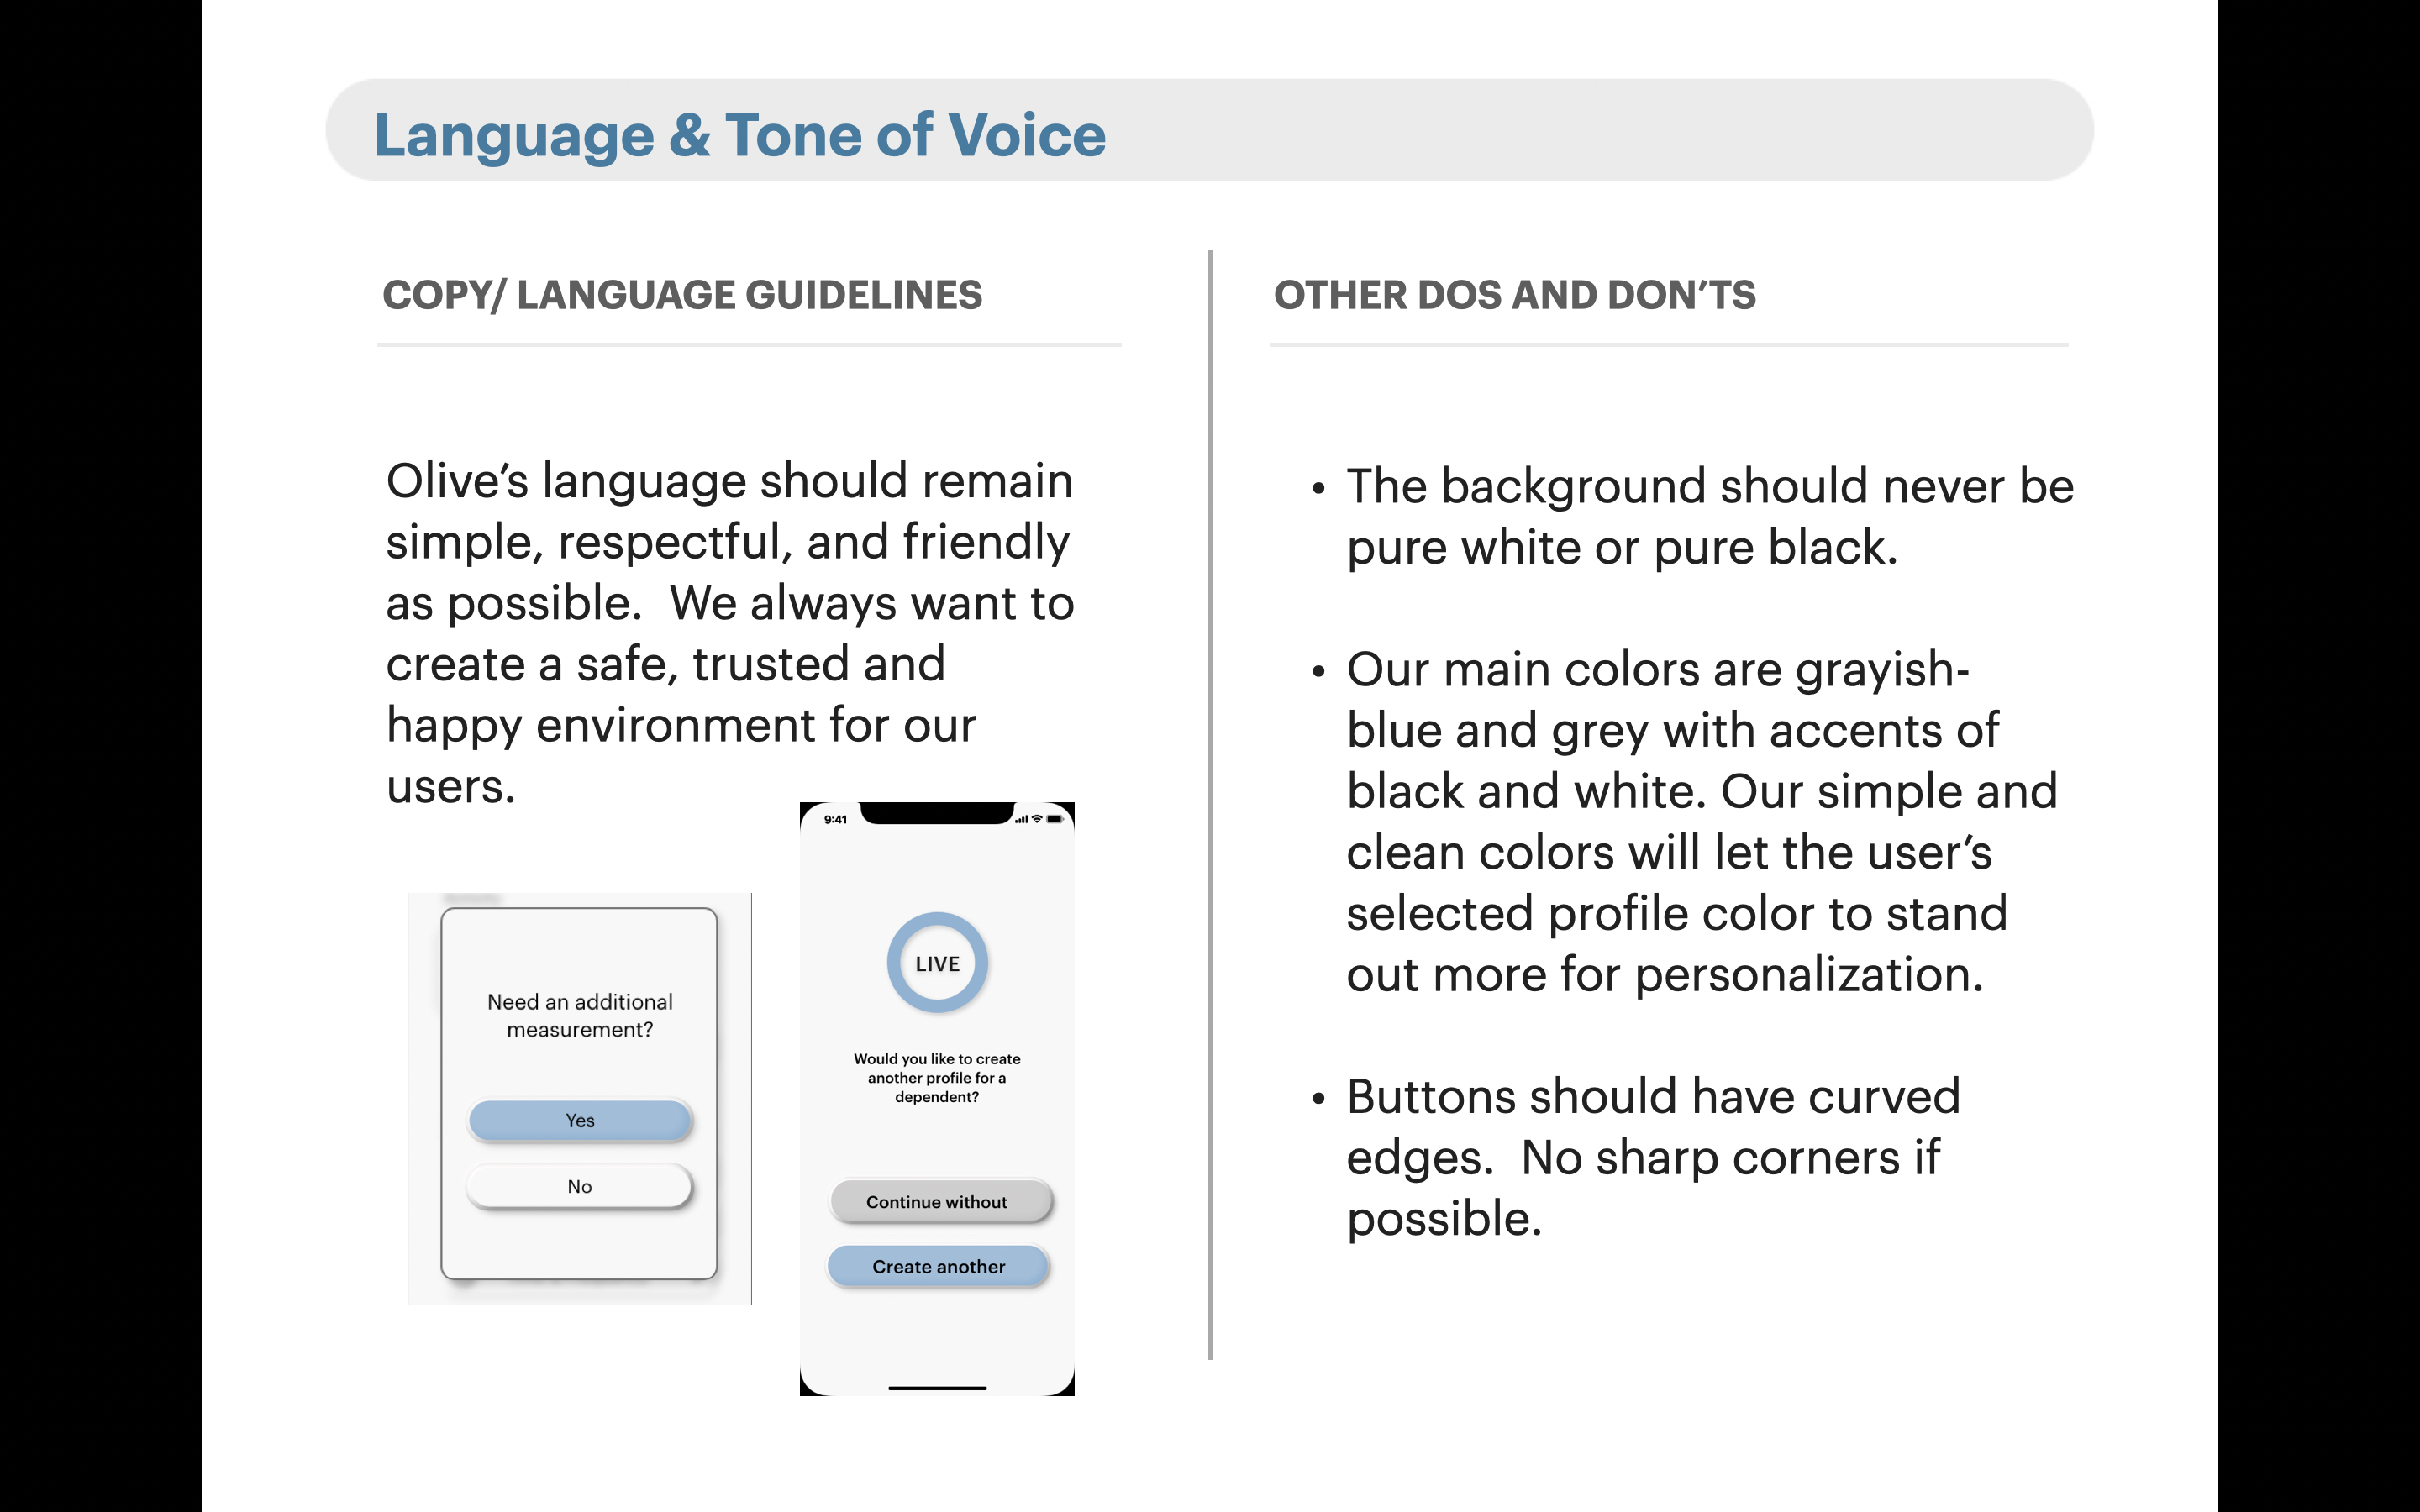 Language & Tone of Voice
COPY/ LANGUAGE GUIDELINES
Olive’s language should remain
simple, respectful, and friendly
as possible.  We always want to
create a safe, trusted and
happy environment for our
users.
Need an additional
measurement?
Yes
No
9:41
LIVE
Would you like to create
another profile for a
dependent?
Continue without
Create another
OTHER DOS AND DON’TS
• The background should never be
pure white or pure black.
• Our main colors are grayish-
blue and grey with accents of
black and white. Our simple and
clean colors will let the user’s
selected profile color to stand
out more for personalization.
• Buttons should have curved
edges.  No sharp corners if
possible.